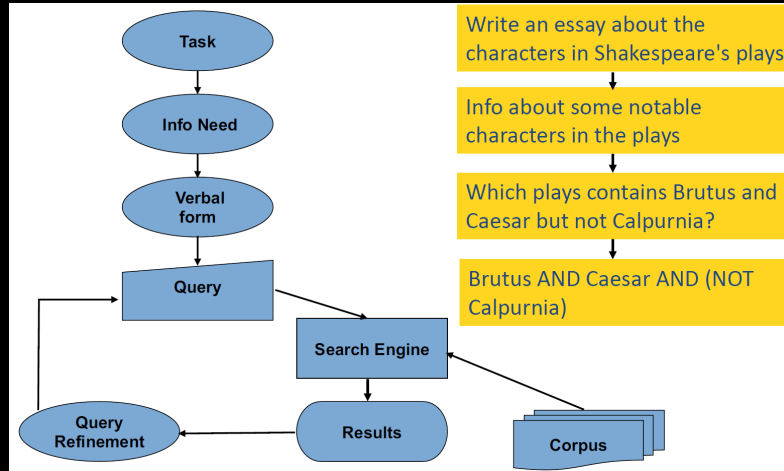 Task
Info Need
Verbal
form
Query
Search Engine
Results
Query
Refinement
Corpus
Write an essay about the
characters in Shakespeare's plays
Info about some notable
characters in the plays
Which plays contains Brutus and
Caesar but not Calpurnia?
Brutus AND Caesar AND (NOT
Calpurnia)